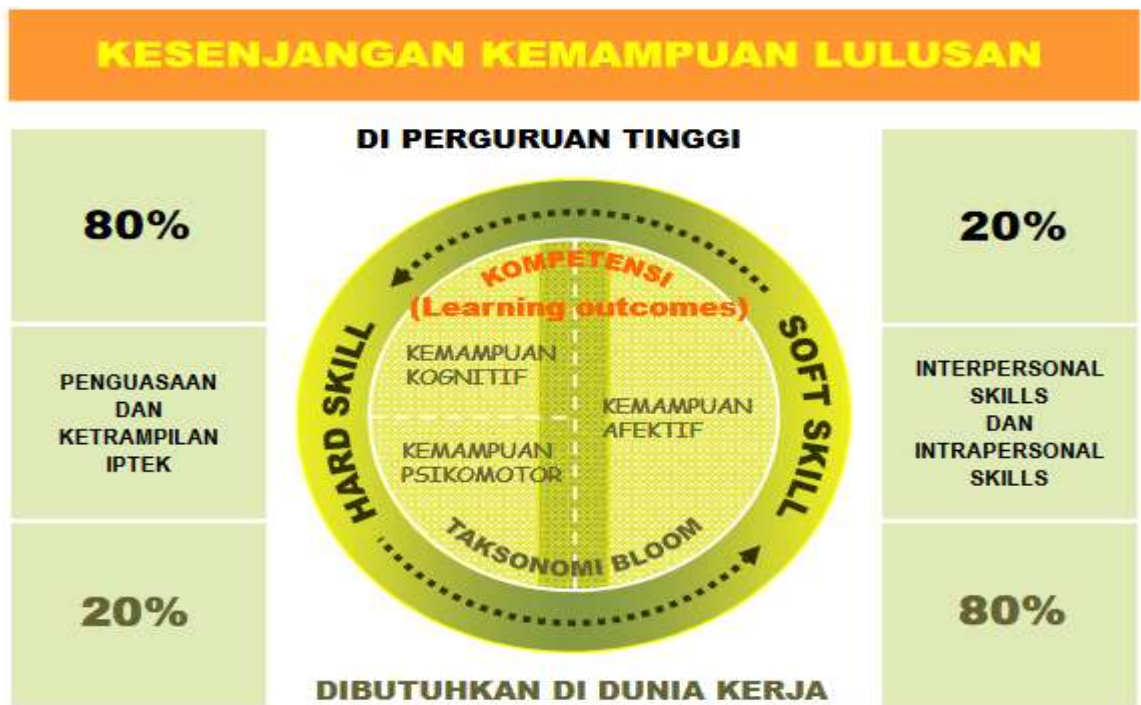 KESENJANGAN KEMAMPUAN LULUSAN
DI PERGURUAN TINGGI
80%
20%
KOMPETENSI
(Learning outcomes)
HARD SKILL
SOFT SKILL
PENGUASAAN
DAN
KETRAMPILAN
IPTEK
KEMAMPUAN
KOGNITIF
KEMAMPUAN
PSIKOMOTOR
KEMAMPUAN
AFEKTIF
INTERPERSONAL
SKILLS
DAN
INTRAPERSONAL
SKILLS
TAKSONOMI BLOOM
20%
80%
DIBUTUHKAN DI DUNIA KERJA